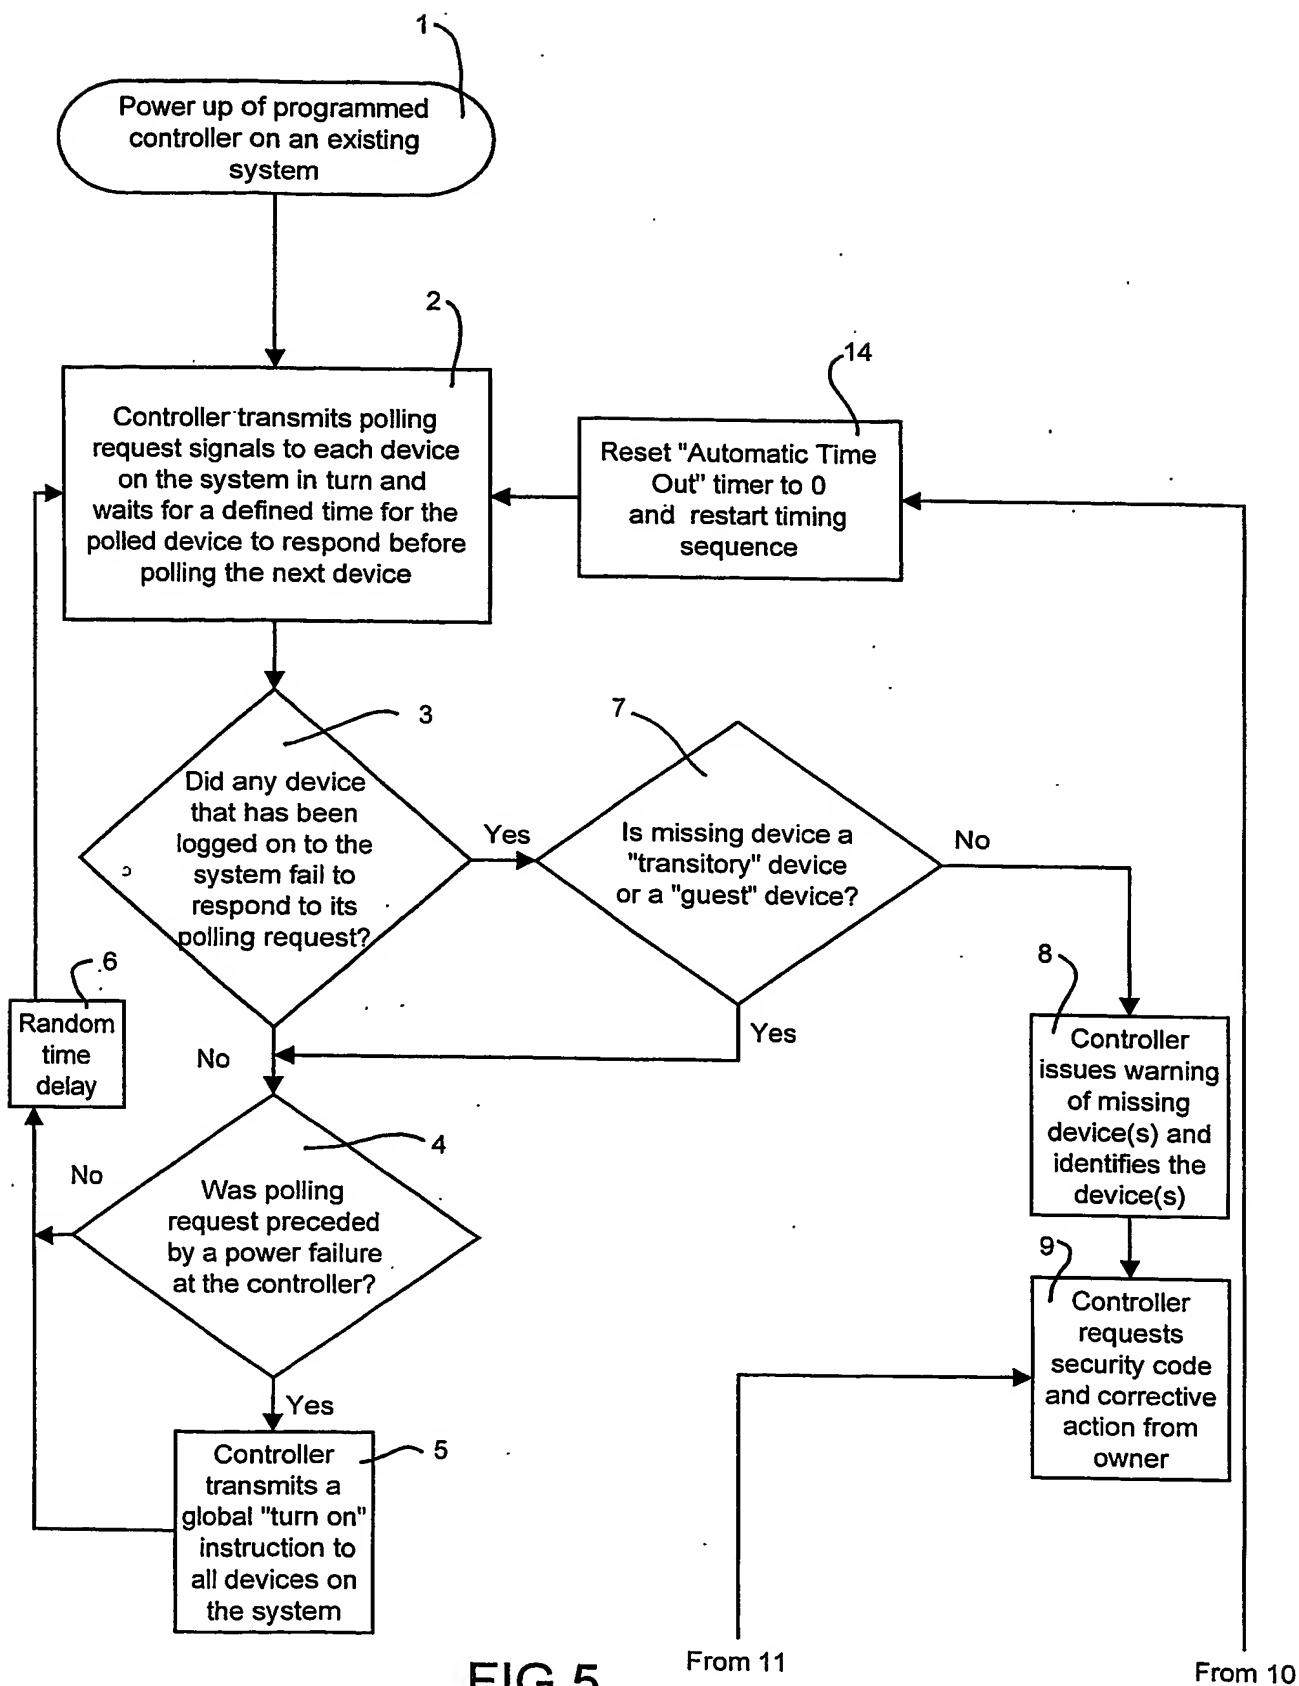 1
Power up of programmed
controller on an existing
system
2
Controller transmits polling
request signals to each device
on the system in turn and
waits for a defined time for the
polled device to respond before
polling the next device
14
Reset "Automatic Time
Out" timer to 0
and restart timing
sequence
3
Did any device
that has been
logged on to the
system fail to
respond to its
polling request?
Yes
7
Is missing device a
"transitory" device
or a "guest" device?
No
6
Random
time
delay
No
Yes
8
Controller
issues warning
of missing
device(s) and
identifies the
device(s)
4
No
Was polling
request preceded
by a power failure
at the controller?
9
Controller
requests
security code
and corrective
action from
owner
Yes
5
Controller
transmits a
global "turn on"
instruction to
all devices on
the system
From 11
From 10
FIG 5